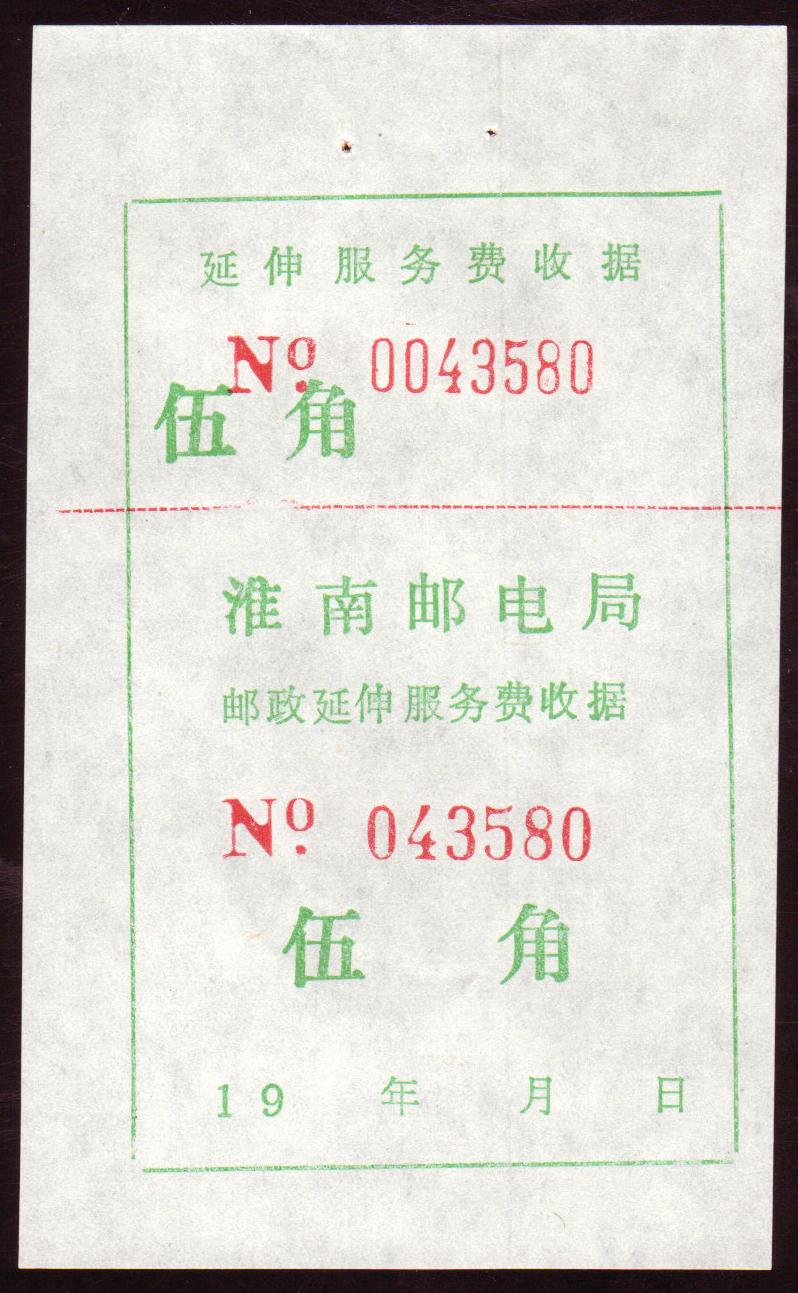 延伸服务费收据
Nº 0043580
伍角
淮南邮电局
邮政延伸服务费收据
Nº 043580
伍角
19 年 月 日